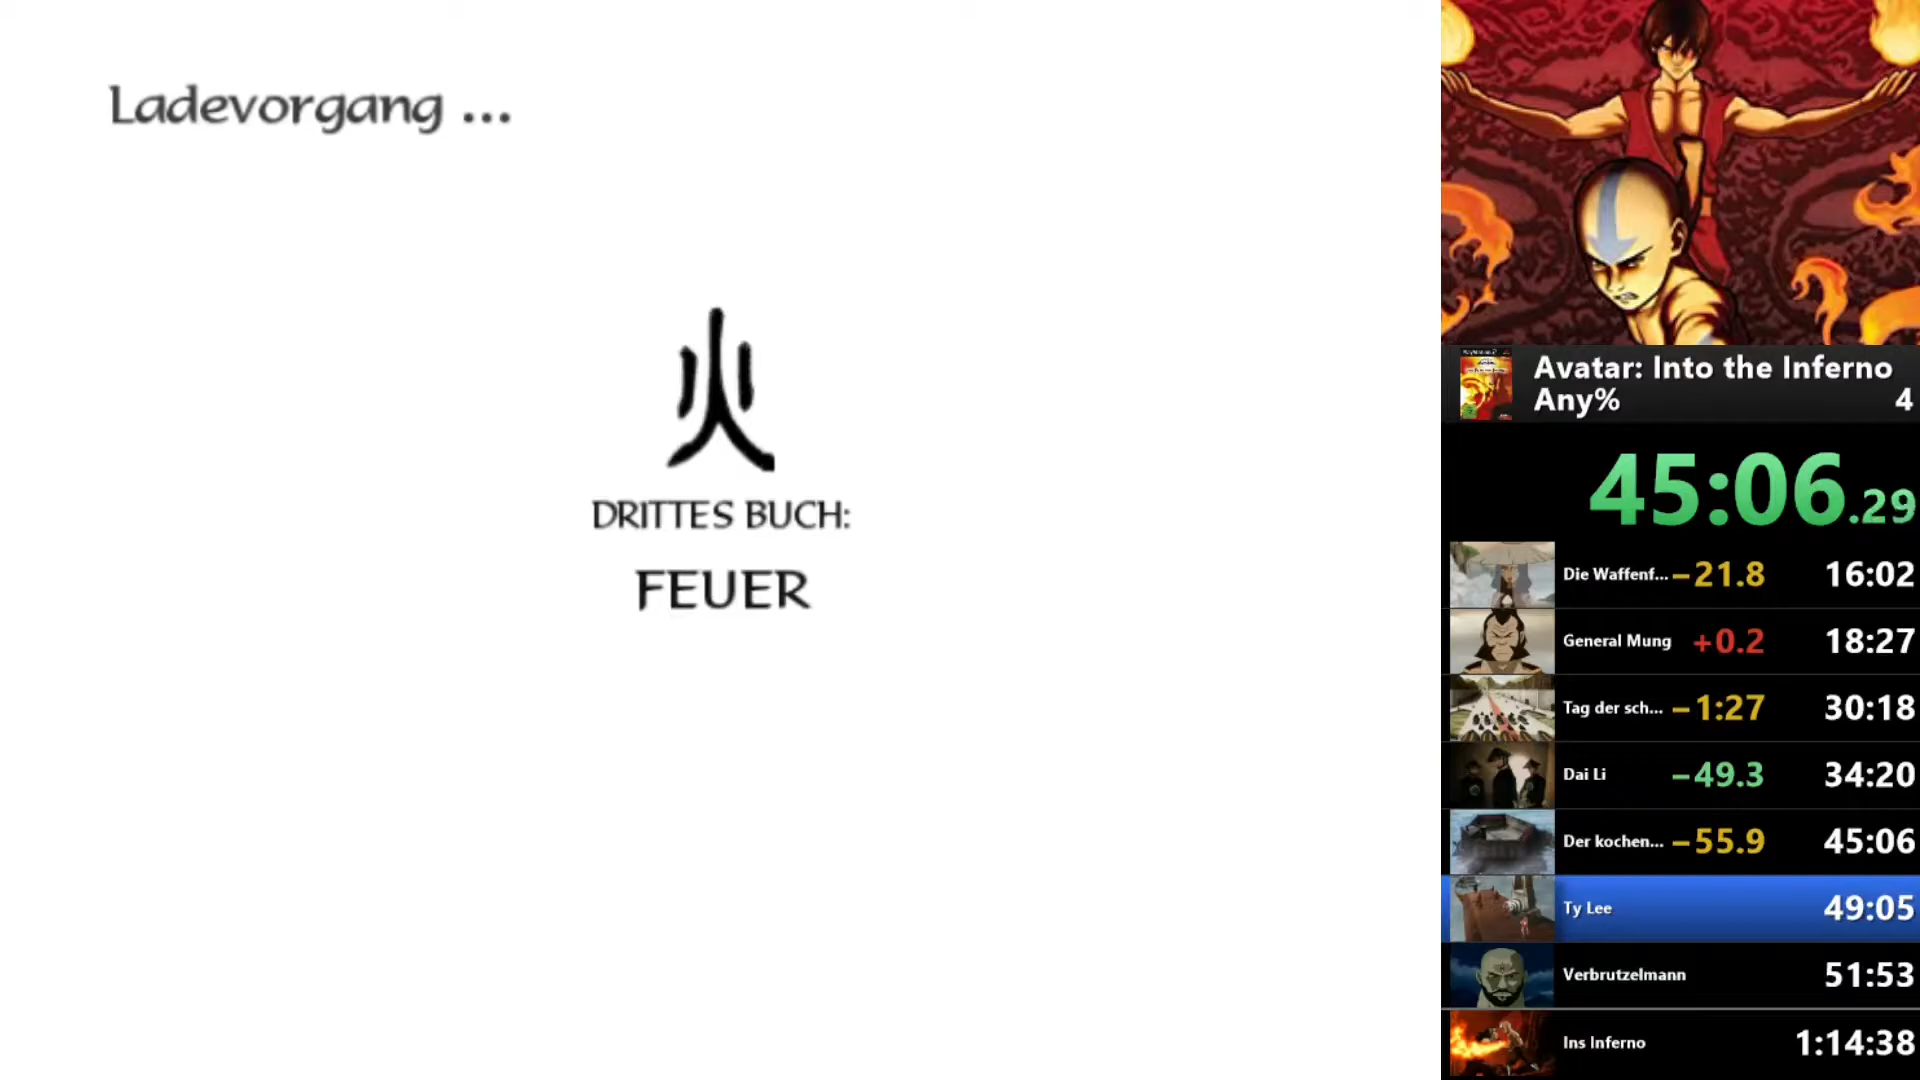 Ladevorgang ...
火
DRITTES BUCH:
FEUER
Avatar: Into the Inferno
Any% 4
45:06.29
Die Waffenf... −21.8 16:02
General Mung +0.2 18:27
Tag der sch... −1:27 30:18
Dai Li −49.3 34:20
Der kochen... −55.9 45:06
Ty Lee 49:05
Verbrutzelmann 51:53
Ins Inferno 1:14:38